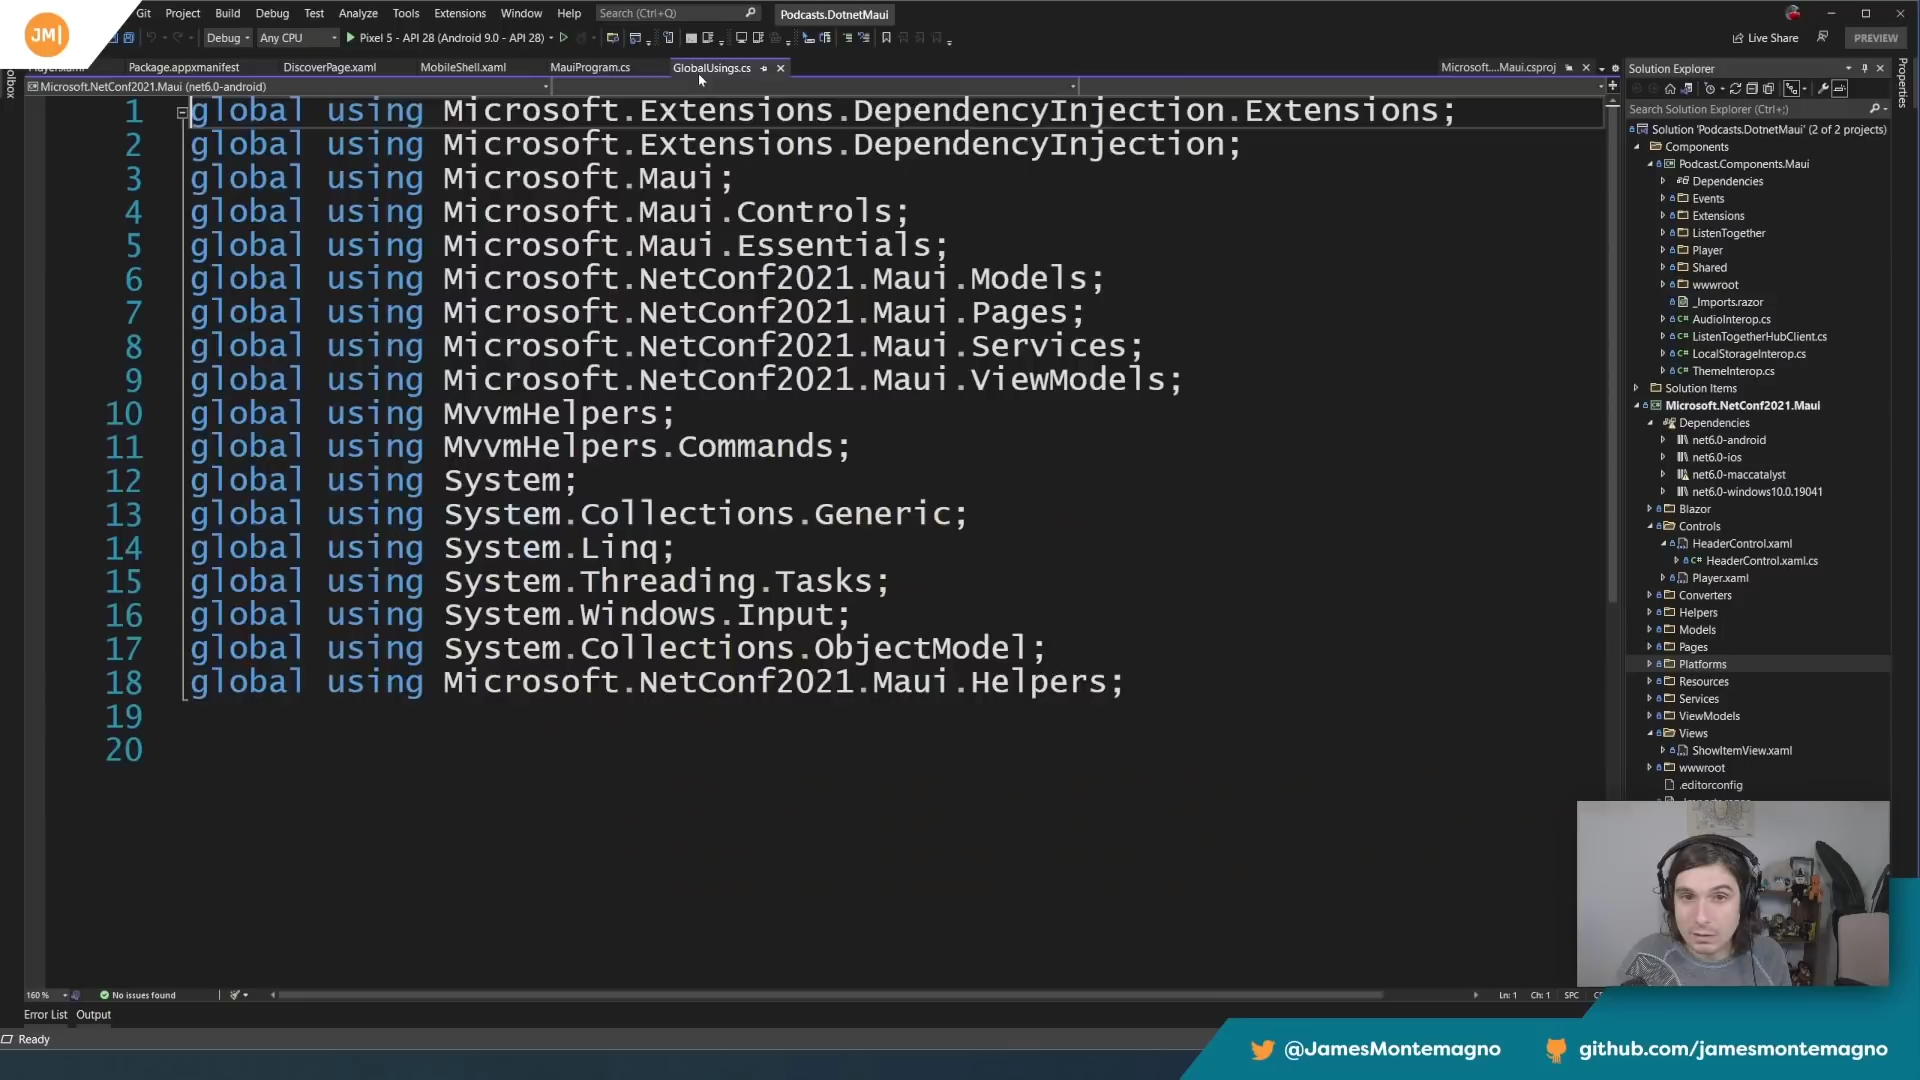 JM|
Git Project Build Debug Test Analyze Tools Extensions Window Help Search (Ctrl+Q) Podcasts.DotnetMaui
Debug Any CPU Pixel 5 - API 28 (Android 9.0 - API 28) Live Share PREVIEW
Package.appxmanifest DiscoverPage.xaml MobileShell.xaml MauiProgram.cs GlobalUsings.cs Microsoft....Maui.csproj
Microsoft.NetConf2021.Maui (net6.0-android)
1 global using Microsoft.Extensions.DependencyInjection.Extensions;
2 global using Microsoft.Extensions.DependencyInjection;
3 global using Microsoft.Maui;
4 global using Microsoft.Maui.Controls;
5 global using Microsoft.Maui.Essentials;
6 global using Microsoft.NetConf2021.Maui.Models;
7 global using Microsoft.NetConf2021.Maui.Pages;
8 global using Microsoft.NetConf2021.Maui.Services;
9 global using Microsoft.NetConf2021.Maui.ViewModels;
10 global using MvvmHelpers;
11 global using MvvmHelpers.Commands;
12 global using System;
13 global using System.Collections.Generic;
14 global using System.Linq;
15 global using System.Threading.Tasks;
16 global using System.Windows.Input;
17 global using System.Collections.ObjectModel;
18 global using Microsoft.NetConf2021.Maui.Helpers;
19
20
160 % No issues found Ln: 1 Ch: 1 SPC
Error List Output
Ready
Solution Explorer
Search Solution Explorer (Ctrl+;)
Solution 'Podcasts.DotnetMaui' (2 of 2 projects)
Components
Podcast.Components.Maui
Dependencies
Events
Extensions
ListenTogether
Player
Shared
wwwroot
_Imports.razor
C# AudioInterop.cs
C# ListenTogetherHubClient.cs
C# LocalStorageInterop.cs
C# ThemeInterop.cs
Solution Items
Microsoft.NetConf2021.Maui
Dependencies
net6.0-android
net6.0-ios
net6.0-maccatalyst
net6.0-windows10.0.19041
Blazor
Controls
HeaderControl.xaml
C# HeaderControl.xaml.cs
Player.xaml
Converters
Helpers
Models
Pages
Platforms
Resources
Services
ViewModels
Views
ShowItemView.xaml
wwwroot
.editorconfig
Properties
@JamesMontemagno
github.com/jamesmontemagno